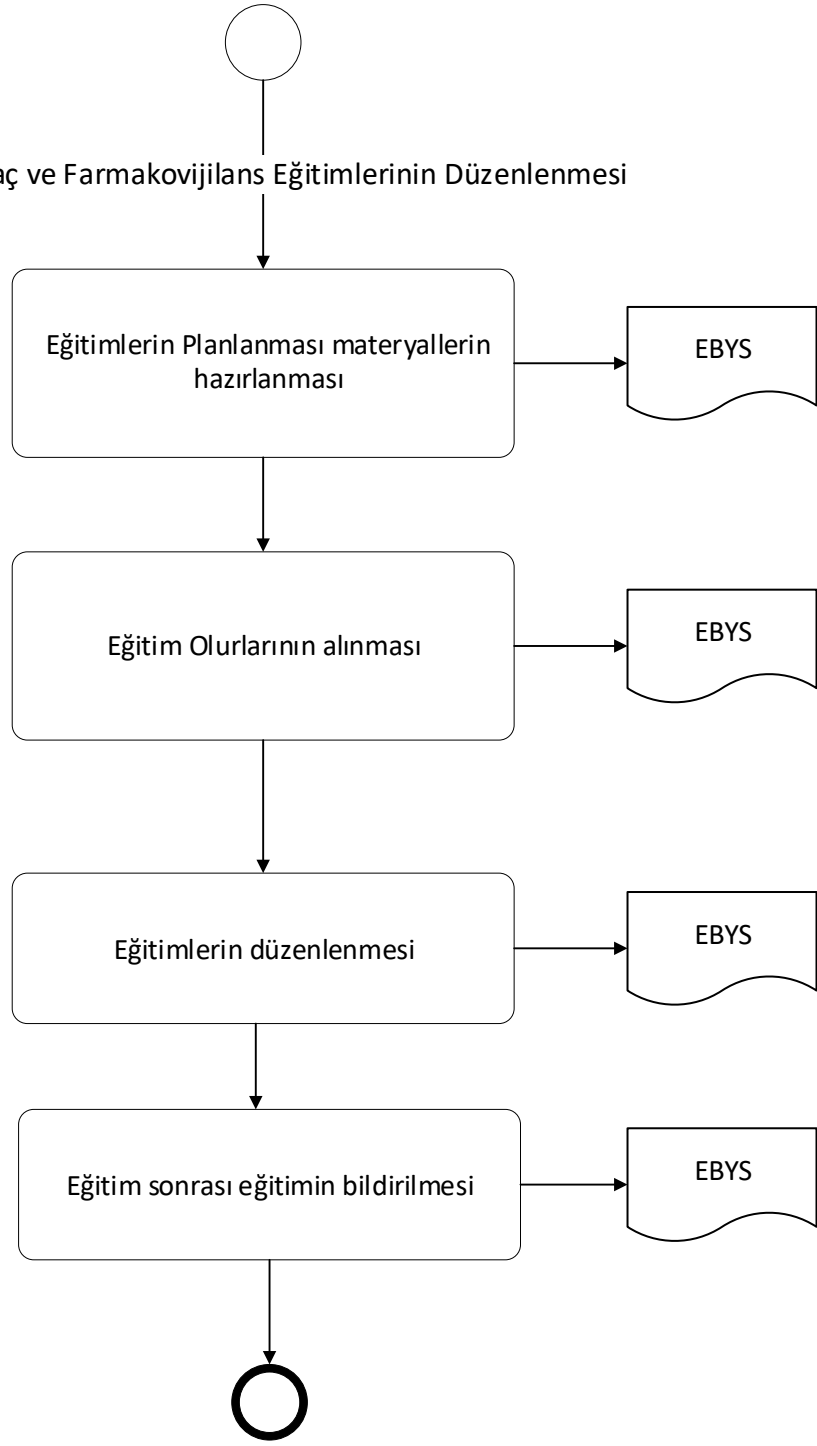 aç ve Farmakovijilans Eğitimlerinin Düzenlenmesi
Eğitimlerin Planlanması materyallerin
hazırlanması
EBYS
Eğitim Olurlarının alınması
EBYS
Eğitimlerin düzenlenmesi
EBYS
Eğitim sonrası eğitimin bildirilmesi
EBYS